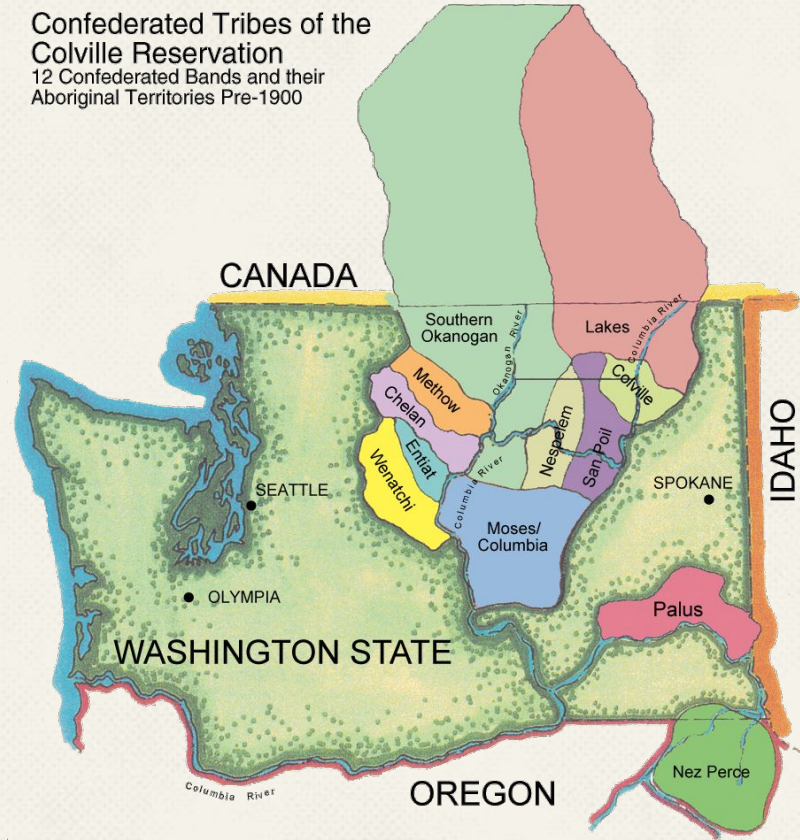 Confederated Tribes of the
Colville Reservation
12 Confederated Bands and their
Aboriginal Territories Pre-1900
CANADA
Southern
Okanogan
Okanogan River
Lakes
Columbia River
Methow
Colville
Chelan
Nespelem
San Poil
Entiat
Wenatchi
Columbia River
IDAHO
SPOKANE
SEATTLE
Moses/
Columbia
OLYMPIA
Palus
WASHINGTON STATE
Nez Perce
Columbia River
OREGON